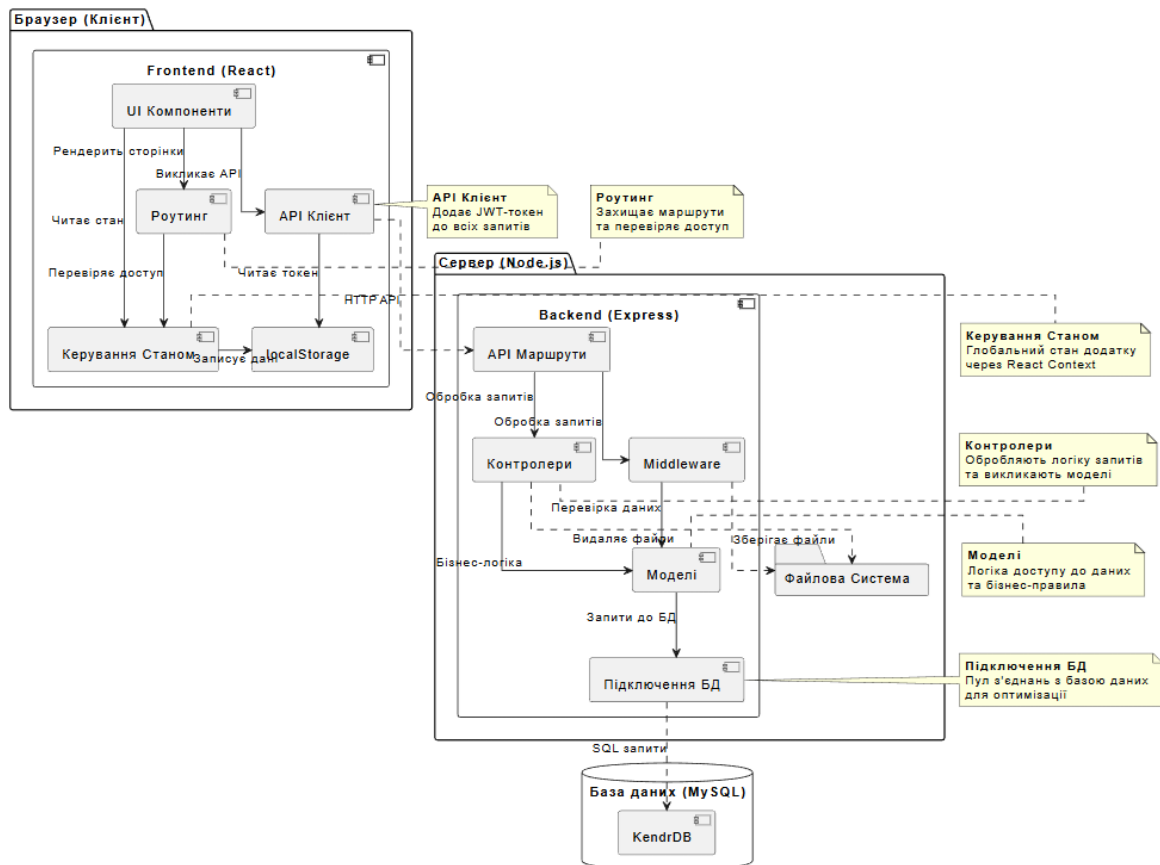 Браузер (Клієнт)
Frontend (React)
UI Компоненти
Рендерить сторінки
Викликає API
Роутинг
API Клієнт
Читає стан
Перевіряє доступ
Читає токен
HTTP API
Керування Станом
Записує дані
localStorage
API Клієнт
Додає JWT-токен
до всіх запитів
Роутинг
Захищає маршрути
та перевіряє доступ
Сервер (Node.js)
Backend (Express)
API Маршрути
Обробка запитів
Обробка запитів
Контролери
Middleware
Перевірка даних
Видаляє файли
Зберігає файли
Бізнес-логіка
Моделі
Файлова Система
Запити до БД
Підключення БД
SQL запити
База даних (MySQL)
KendrDB
Керування Станом
Глобальний стан додатку
через React Context
Контролери
Обробляють логіку запитів
та викликають моделі
Моделі
Логіка доступу до даних
та бізнес-правила
Підключення БД
Пул з'єднань з базою даних
для оптимізації